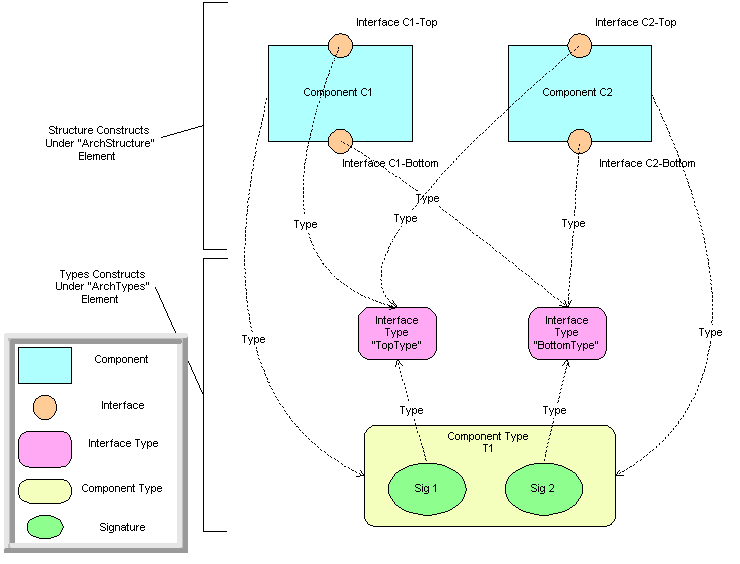 Interface C1-Top
Interface C2-Top
Component C1
Component C2
Structure Constructs
Under "ArchStructure"
Element
Interface C1-Bottom
Interface C2-Bottom
Type
Type
Type
Type
Types Constructs
Under "ArchTypes"
Element
Interface
Type
"TopType"
Interface
Type
"BottomType"
Type
Type
Type
Type
Component Type
T1
Sig 1
Sig 2
Component
Interface
Interface Type
Component Type
Signature